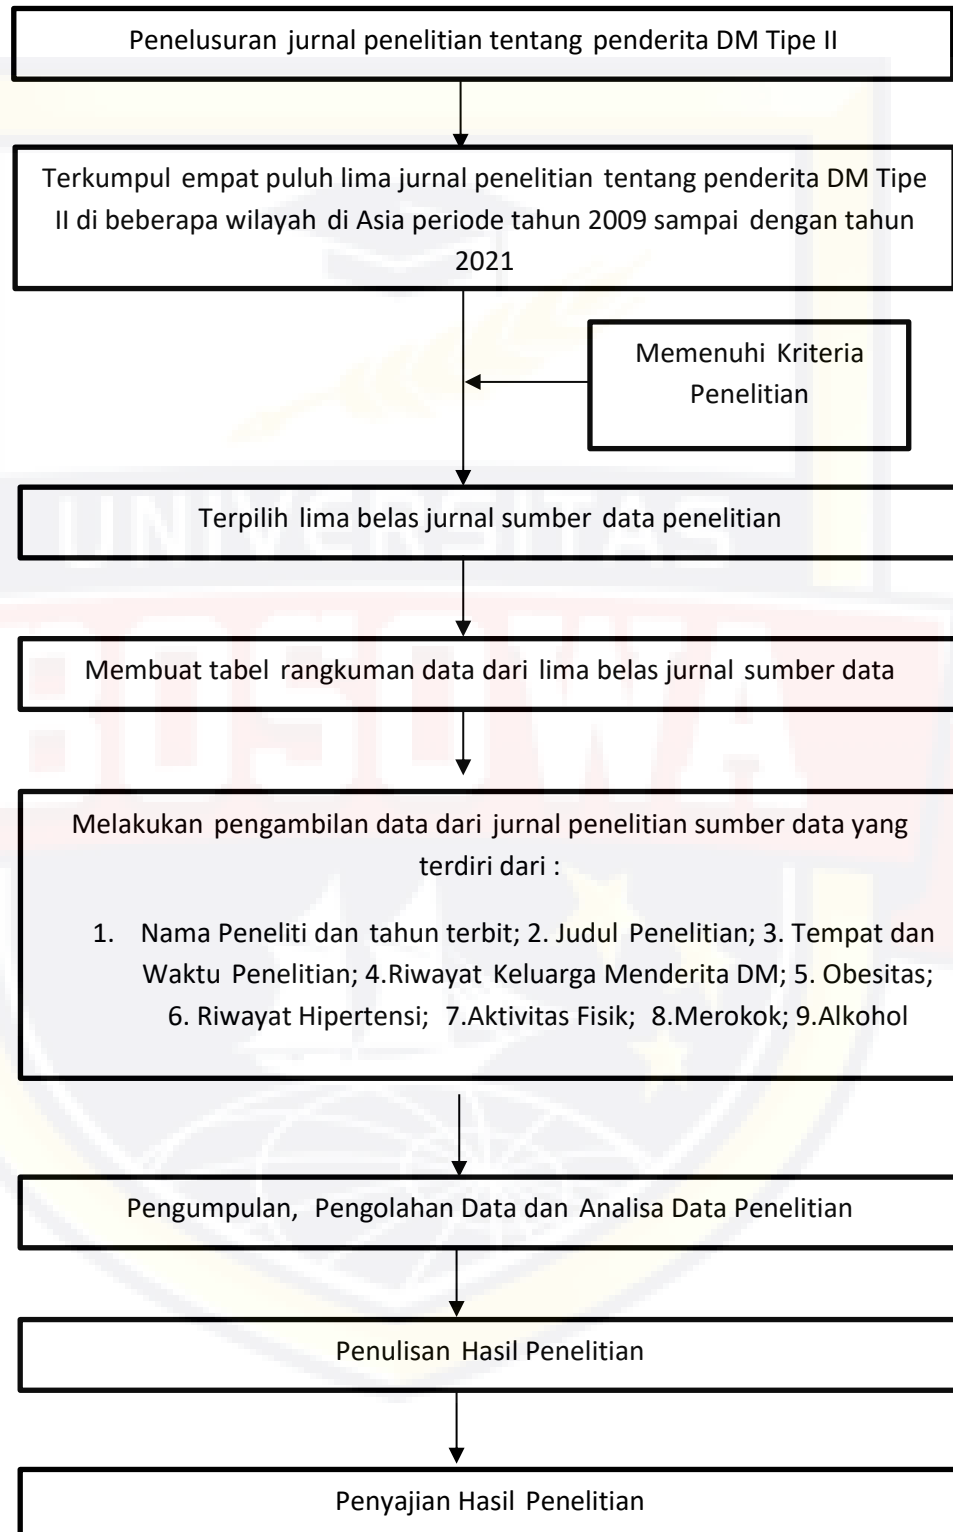 Penelusuran jurnal penelitian tentang penderita DM Tipe II
Terkumpul empat puluh lima jurnal penelitian tentang penderita DM Tipe
II di beberapa wilayah di Asia periode tahun 2009 sampai dengan tahun
2021
Memenuhi Kriteria
Penelitian
Terpilih lima belas jurnal sumber data penelitian
UNIVERSITAS
Membuat tabel rangkuman data dari lima belas jurnal sumber data
BOSOWA
Melakukan pengambilan data dari jurnal penelitian sumber data yang
terdiri dari :
1. Nama Peneliti dan tahun terbit; 2. Judul Penelitian; 3. Tempat dan
Waktu Penelitian; 4.Riwayat Keluarga Menderita DM; 5. Obesitas;
6. Riwayat Hipertensi; 7.Aktivitas Fisik; 8.Merokok; 9.Alkohol
Pengumpulan, Pengolahan Data dan Analisa Data Penelitian
Penulisan Hasil Penelitian
Penyajian Hasil Penelitian